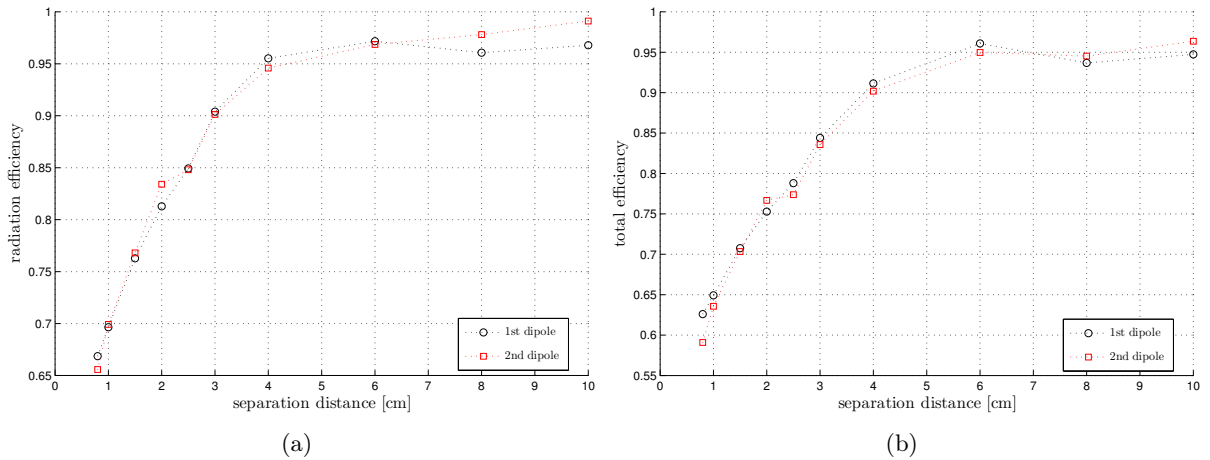 1
0.95
0.9
0.85
0.8
0.75
0.7
0.65
radiation efficiency
0 1 2 3 4 5 6 7 8 9 10
separation distance [cm]
1st dipole
2nd dipole
(a)
1
0.95
0.9
0.85
0.8
0.75
0.7
0.65
0.6
0.55
total efficiency
0 1 2 3 4 5 6 7 8 9 10
separation distance [cm]
1st dipole
2nd dipole
(b)